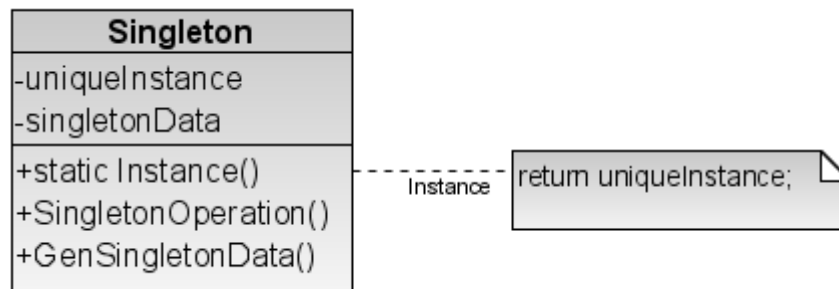 Singleton
-uniqueInstance
-singletonData
+static Instance()
+SingletonOperation()
+GenSingletonData()
Instance
return uniqueInstance;